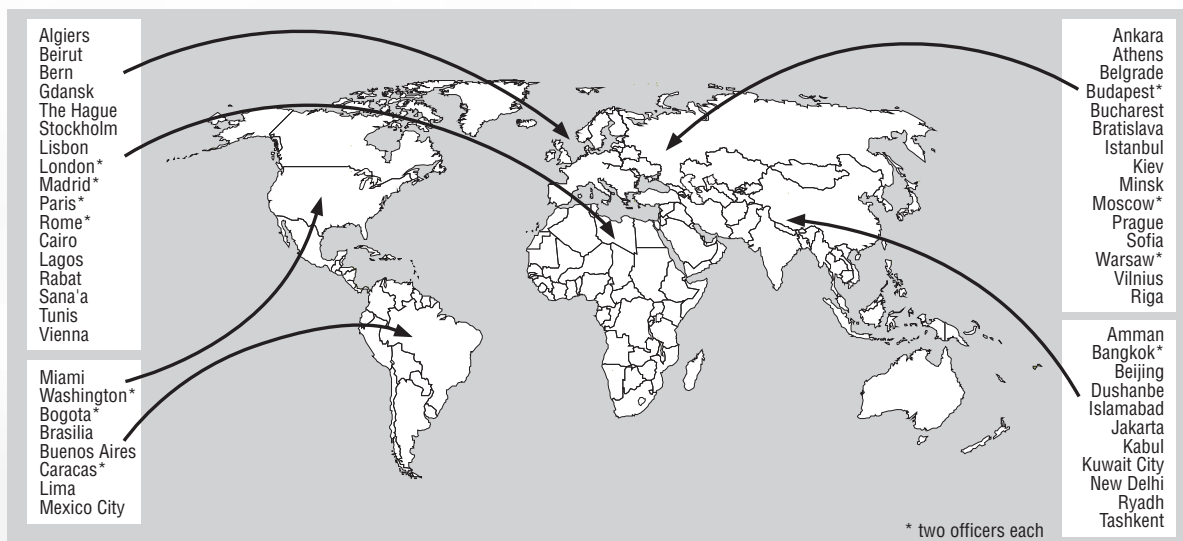 Algiers
Beirut
Bern
Gdansk
The Hague
Stockholm
Lisbon
London*
Madrid*
Paris*
Rome*
Cairo
Lagos
Rabat
Sana'a
Tunis
Vienna
Miami
Washington*
Bogota*
Brasilia
Buenos Aires
Caracas*
Lima
Mexico City
Ankara
Athens
Belgrade
Budapest*
Bucharest
Bratislava
Istanbul
Kiev
Minsk
Moscow*
Prague
Sofia
Warsaw*
Vilnius
Riga
Amman
Bangkok*
Beijing
Dushanbe
Islamabad
Jakarta
Kabul
Kuwait City
New Delhi
Ryadh
Tashkent
* two officers each